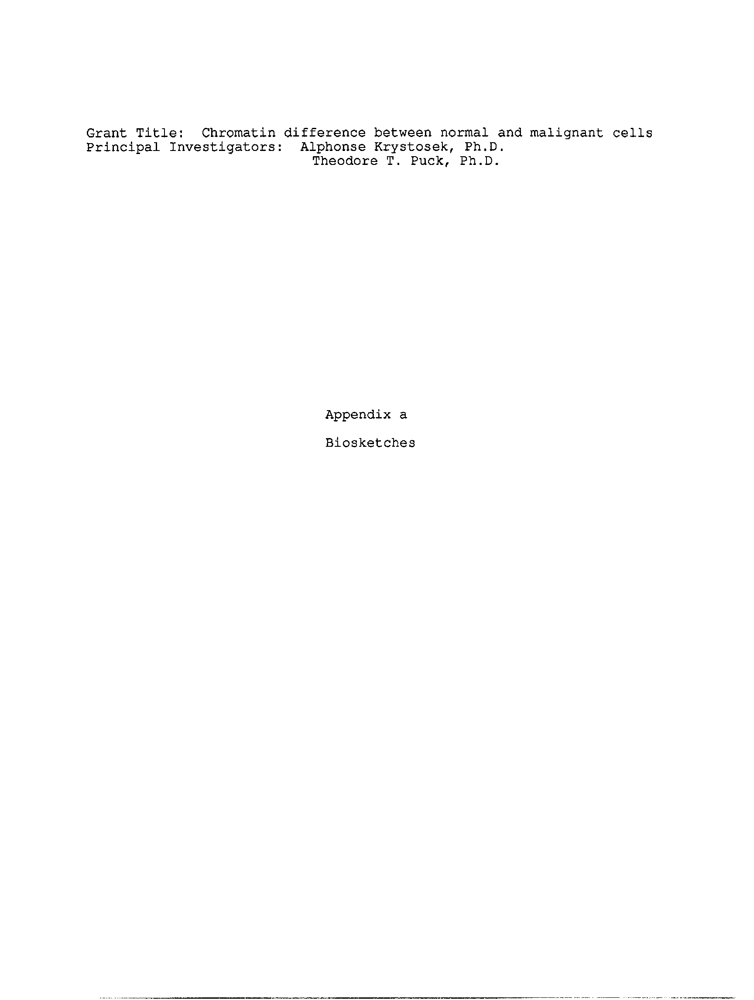 Grant Title: Chromatin difference between normal and malignant cells
Principal Investigators: Alphonse Krystosek, Ph.D.
Theodore T. Puck, Ph.D.
Appendix a
Biosketches